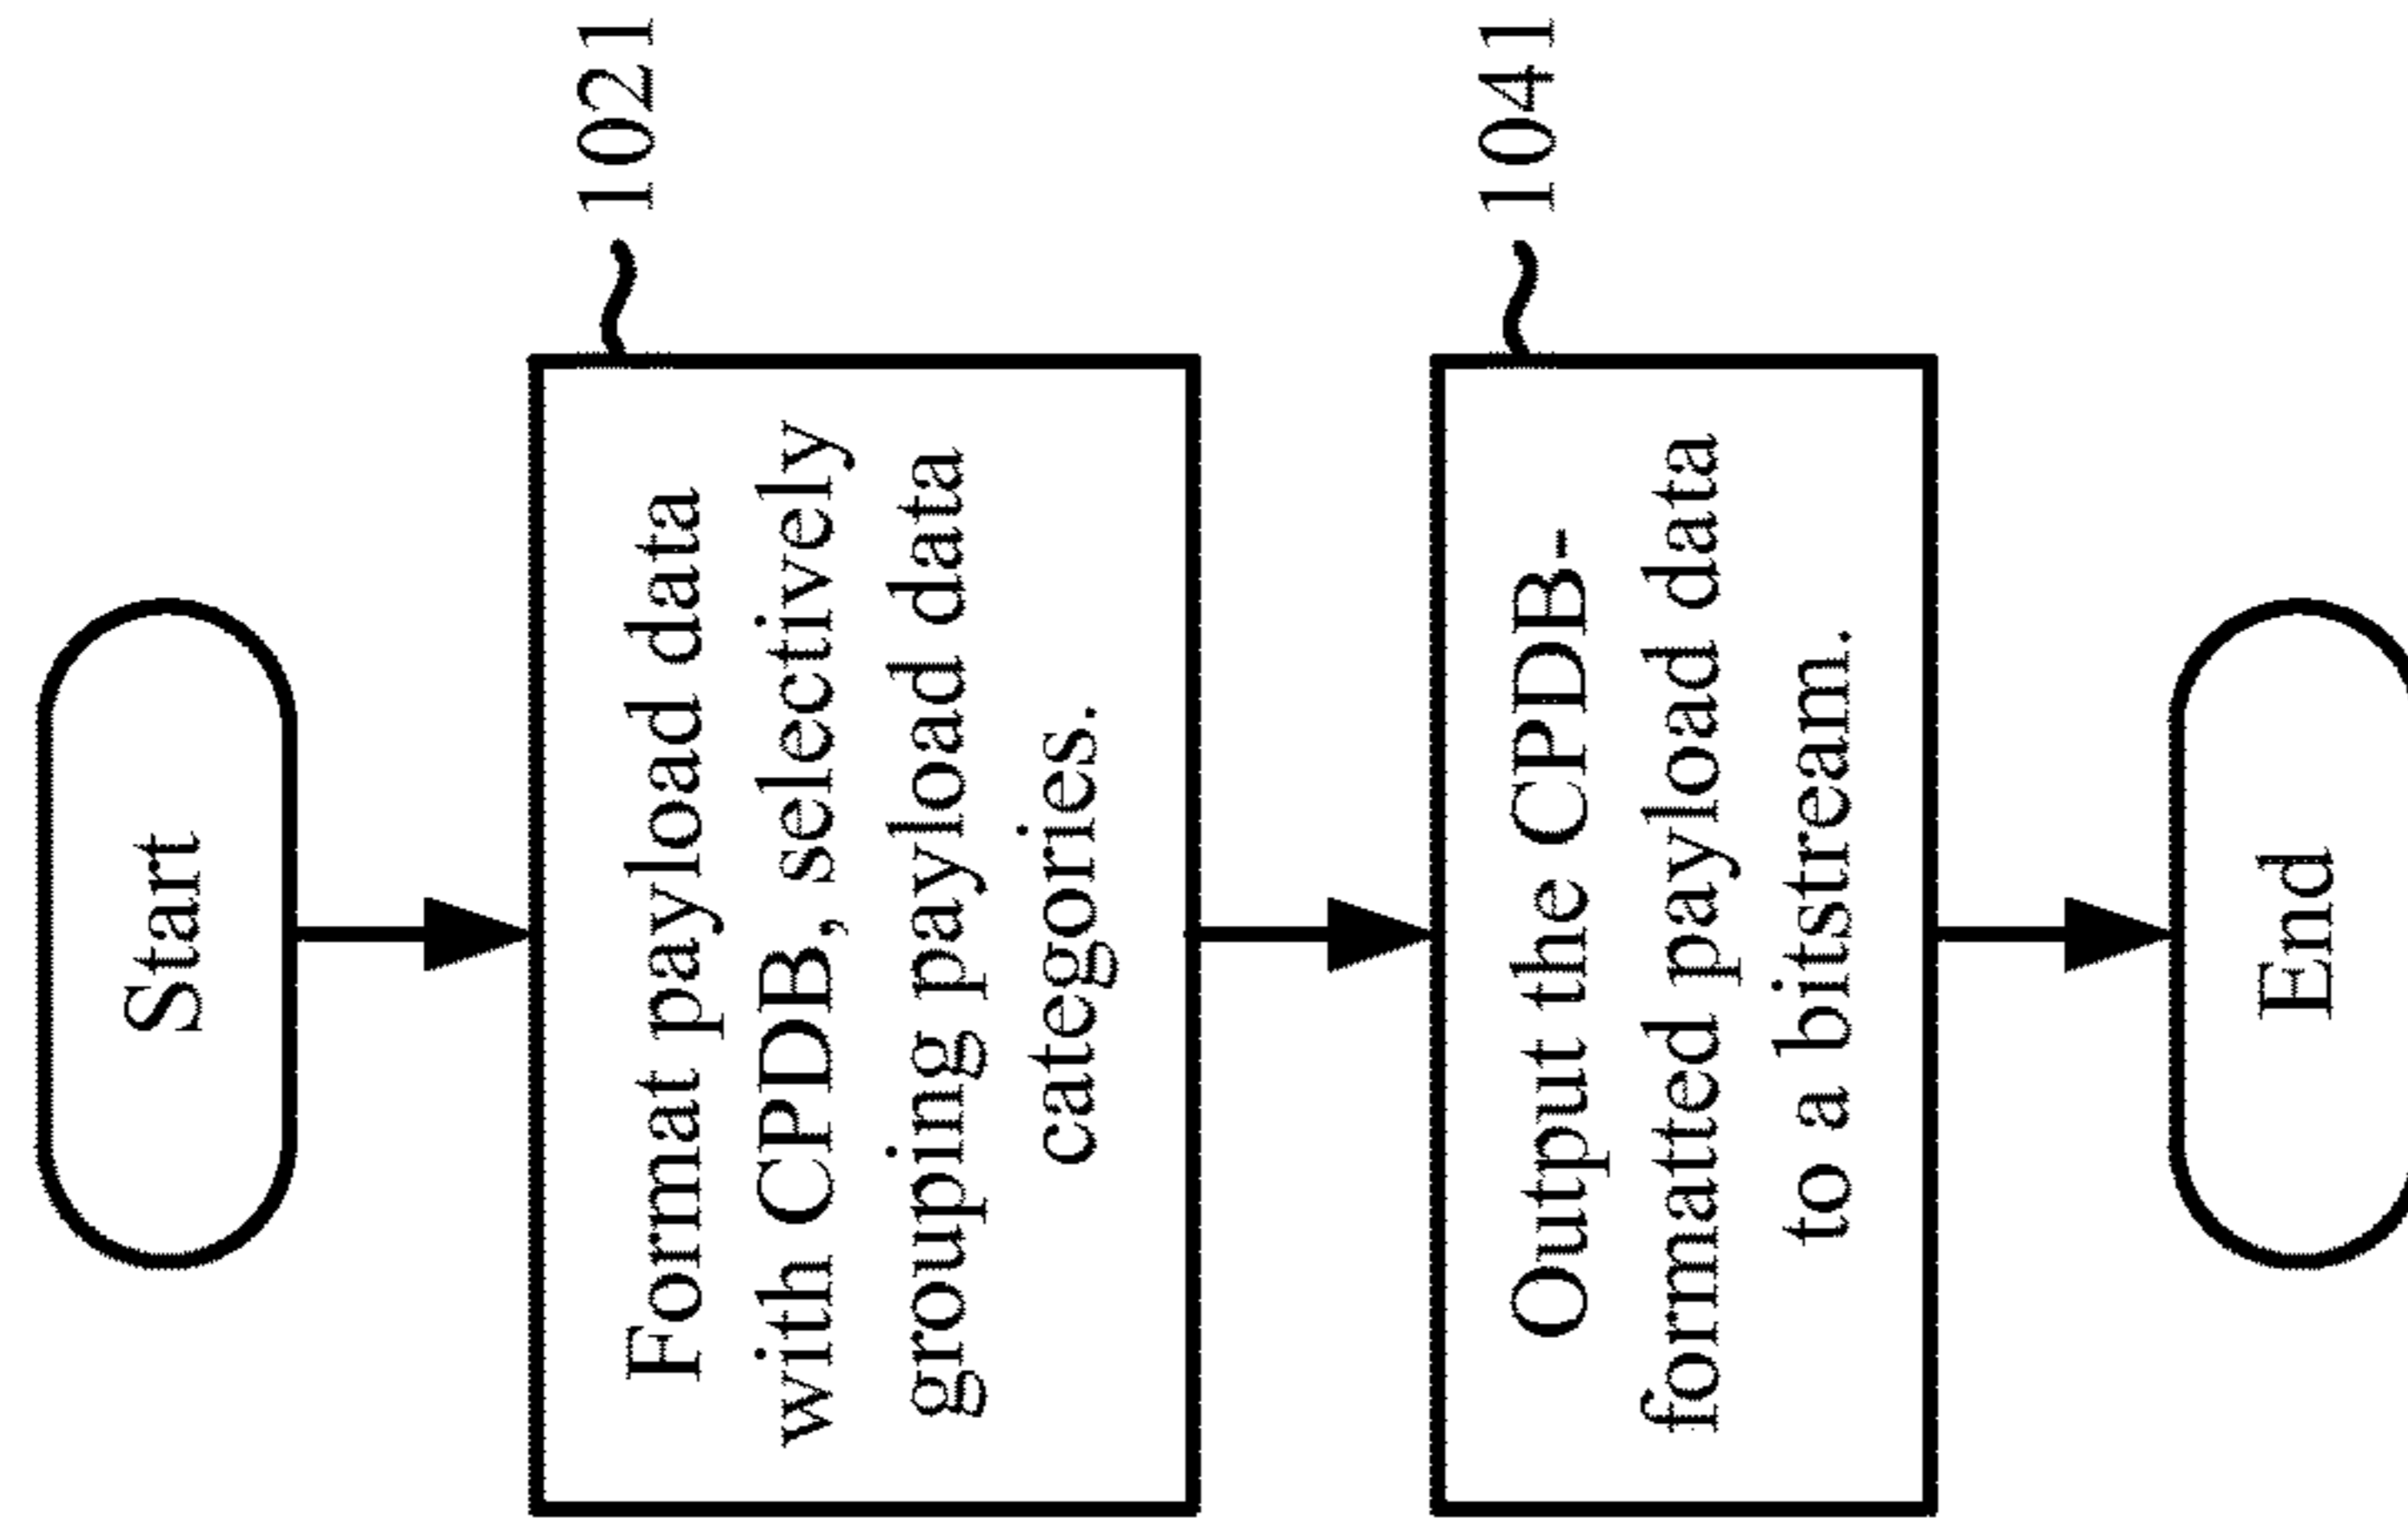 Start
1021
Format payload data
with CPDB, selectively
grouping payload data
categories.
1041
Output the CPDB-
formatted payload data
to a bitstream.
End